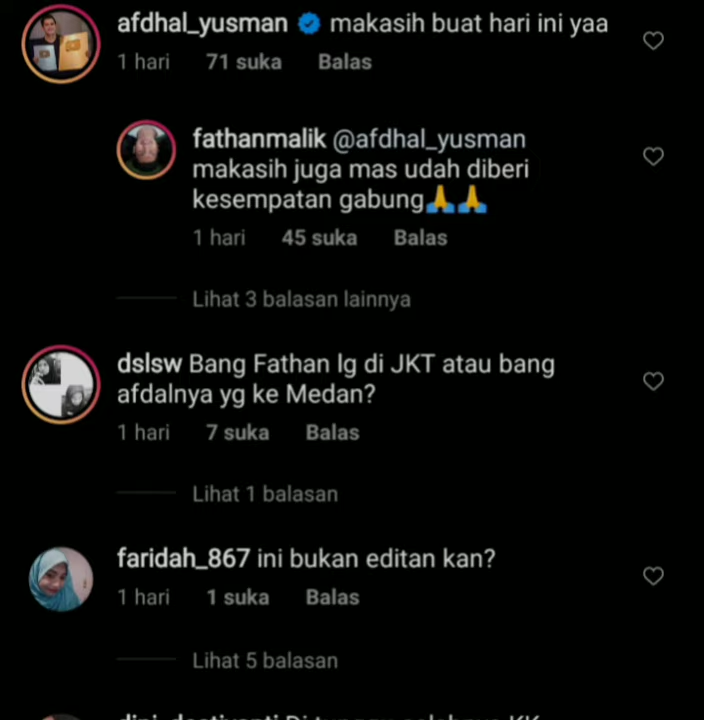 afdhal_yusman makasih buat hari ini yaa
1 hari 71 suka Balas
fathanmalik @afdhal_yusman
makasih juga mas udah diberi
kesempatan gabung🙏🙏
1 hari 45 suka Balas
Lihat 3 balasan lainnya
dslsw Bang Fathan lg di JKT atau bang
afdalnya yg ke Medan?
1 hari 7 suka Balas
Lihat 1 balasan
faridah_867 ini bukan editan kan?
1 hari 1 suka Balas
Lihat 5 balasan